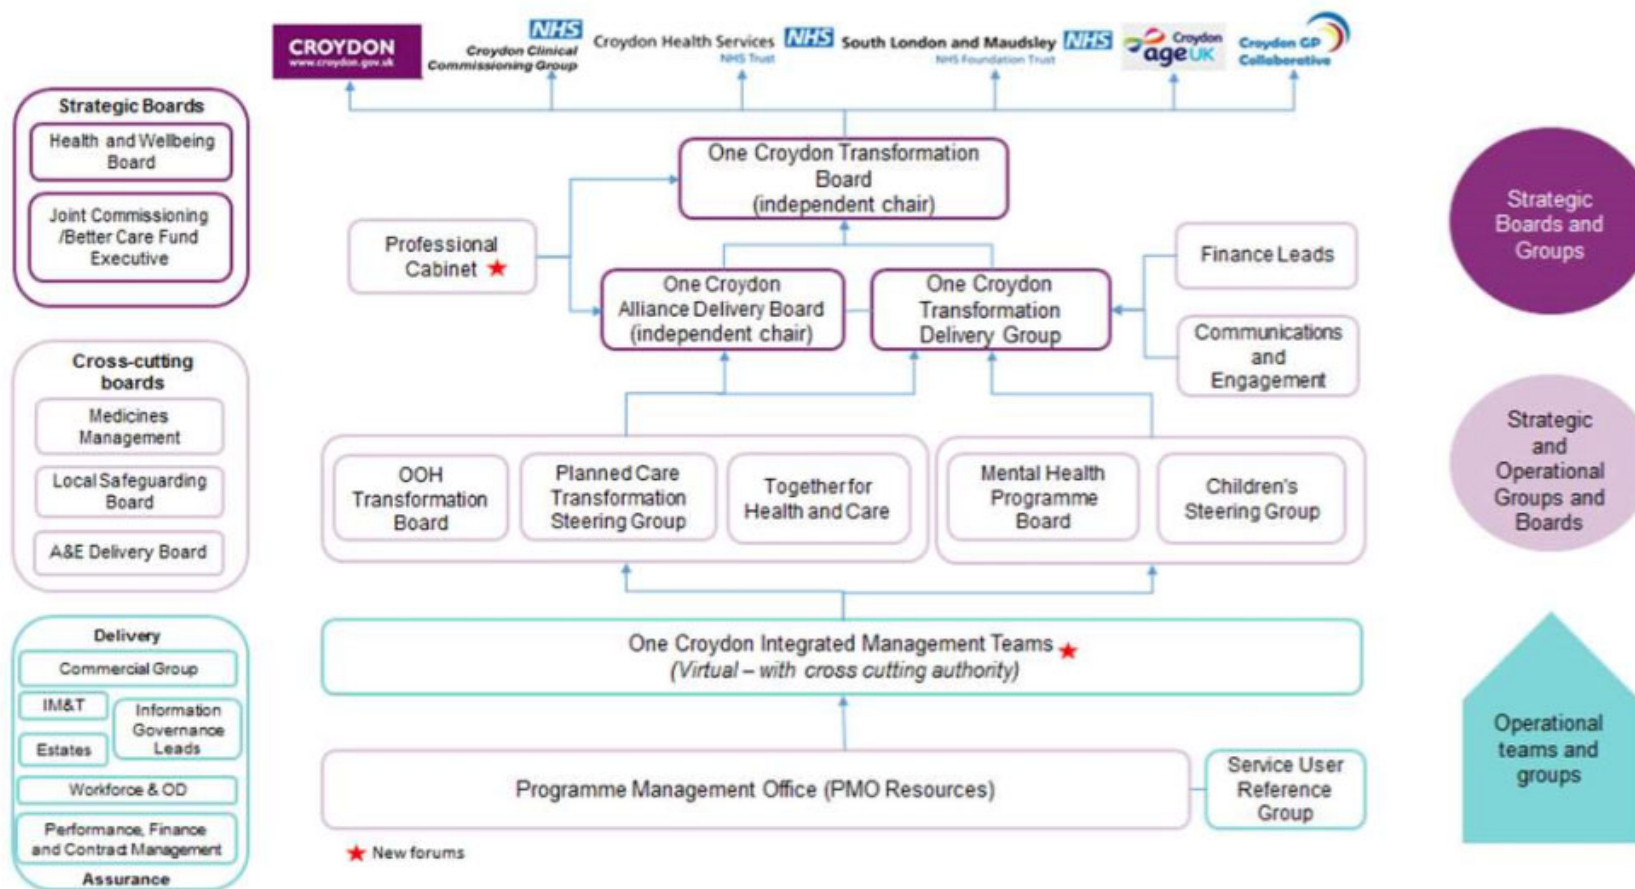 CROYDON
www.croydon.gov.uk
NHS
Croydon Clinical
Commissioning Group
Croydon Health Services NHS
NHS Trust
South London and Maudsley NHS
NHS Foundation Trust
Croydon
age UK
Croydon GP
Collaborative
Strategic Boards
Health and Wellbeing
Board
Joint Commissioning
/Better Care Fund
Executive
One Croydon Transformation
Board
(independent chair)
Professional
Cabinet
One Croydon
Alliance Delivery Board
(independent chair)
One Croydon
Transformation
Delivery Group
Finance Leads
Communications
and
Engagement
Strategic
Boards and
Groups
Cross-cutting
boards
Medicines
Management
Local Safeguarding
Board
A&E Delivery Board
OOH
Transformation
Board
Planned Care
Transformation
Steering Group
Together for
Health and Care
Mental Health
Programme
Board
Children's
Steering Group
Strategic
and
Operational
Groups and
Boards
Delivery
Commercial Group
IM&T
Information
Governance
Leads
Estates
Workforce & OD
Performance, Finance
and Contract Management
Assurance
One Croydon Integrated Management Teams
(Virtual – with cross cutting authority)
Programme Management Office (PMO Resources)
Service User
Reference
Group
Operational
teams and
groups
New forums